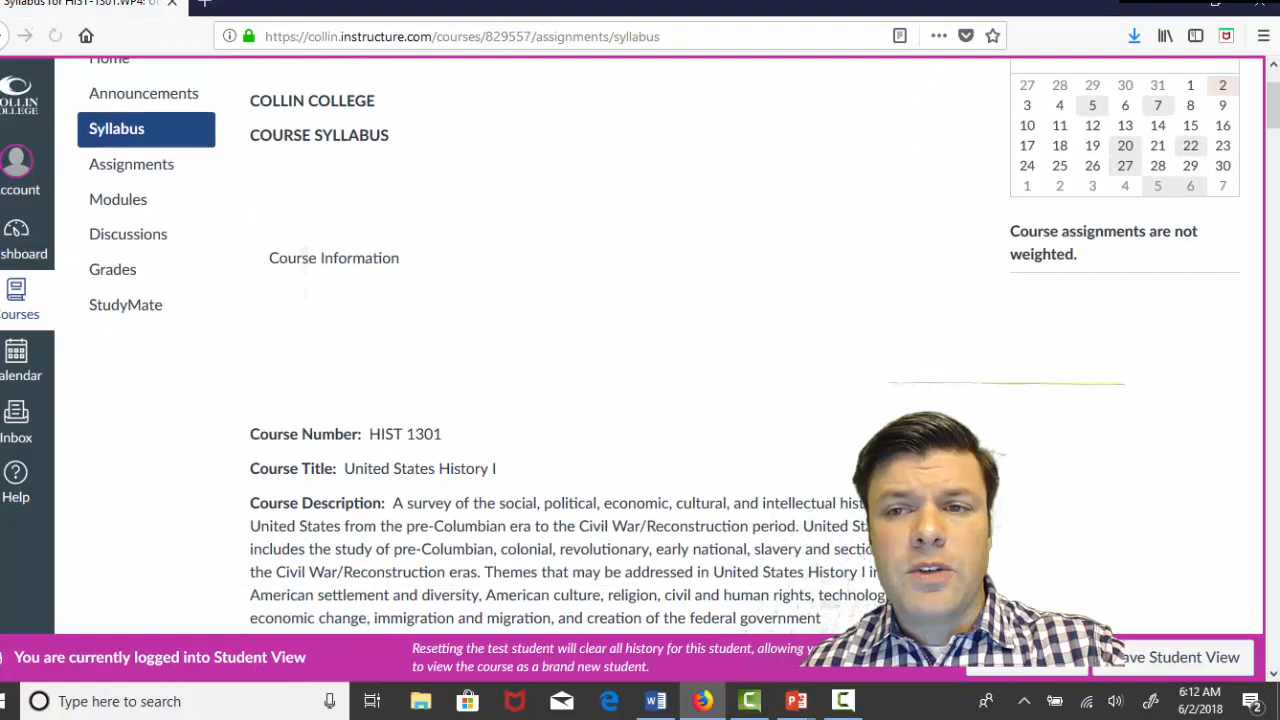 Syllabus for HIST-1301.WP4:
https://collin.instructure.com/courses/829557/assignments/syllabus
COLLIN
COLLEGE
Account
shboard
ourses
alendar
Inbox
Help
Home
Announcements
Syllabus
Assignments
Modules
Discussions
Grades
StudyMate
COLLIN COLLEGE
COURSE SYLLABUS
Course Information
Course Number: HIST 1301
Course Title: United States History I
Course Description: A survey of the social, political, economic, cultural, and intellectual his
United States from the pre-Columbian era to the Civil War/Reconstruction period. United Sta
includes the study of pre-Columbian, colonial, revolutionary, early national, slavery and sectio
the Civil War/Reconstruction eras. Themes that may be addressed in United States History I in
American settlement and diversity, American culture, religion, civil and human rights, technolog
economic change, immigration and migration, and creation of the federal government
27 28 29 30 31 1 2
3 4 5 6 7 8 9
10 11 12 13 14 15 16
17 18 19 20 21 22 23
24 25 26 27 28 29 30
1 2 3 4 5 6 7
Course assignments are not
weighted.
You are currently logged into Student View
Resetting the test student will clear all history for this student, allowing y
to view the course as a brand new student.
ave Student View
Type here to search
6:12 AM
6/2/2018
2